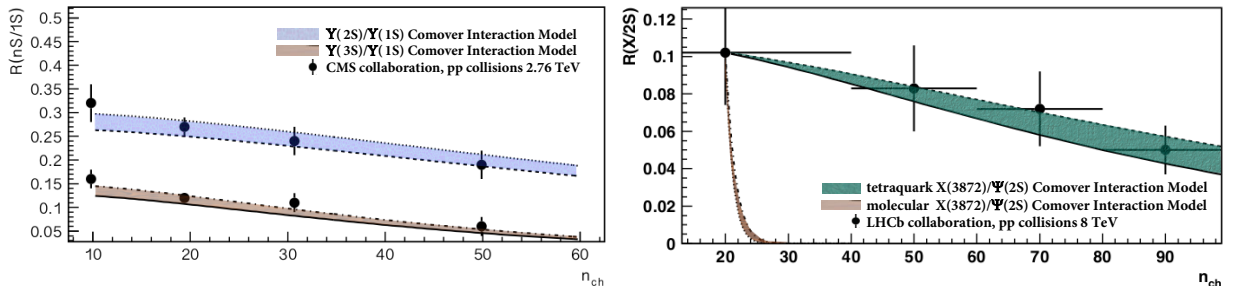 R(nS/1S)
0.5
0.45
0.4
0.35
0.3
0.25
0.2
0.15
0.1
0.05
ϒ(2S)/ϒ(1S) Comover Interaction Model
ϒ(3S)/ϒ(1S) Comover Interaction Model
CMS collaboration, pp collisions 2.76 TeV
10 20 30 40 50 60
n_ch
R(X/2S)
0.12
0.1
0.08
0.06
0.04
0.02
0
tetraquark X(3872)/Ψ(2S) Comover Interaction Model
molecular X(3872)/Ψ(2S) Comover Interaction Model
LHCb collaboration, pp collisions 8 TeV
20 30 40 50 60 70 80 90
n_ch